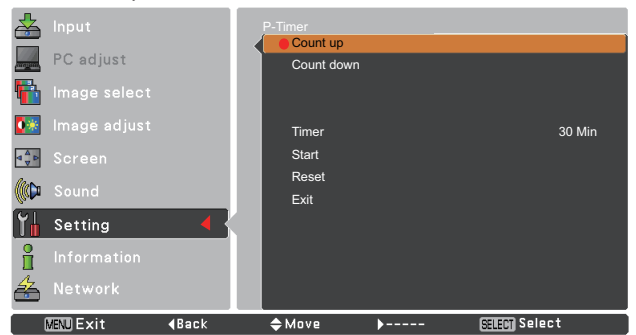 Input
PC adjust
Image select
Image adjust
Screen
Sound
Setting
Information
Network
P-Timer
Count up
Count down
Timer 30 Min
Start
Reset
Exit
MENU Exit Back Move ----- SELECT Select